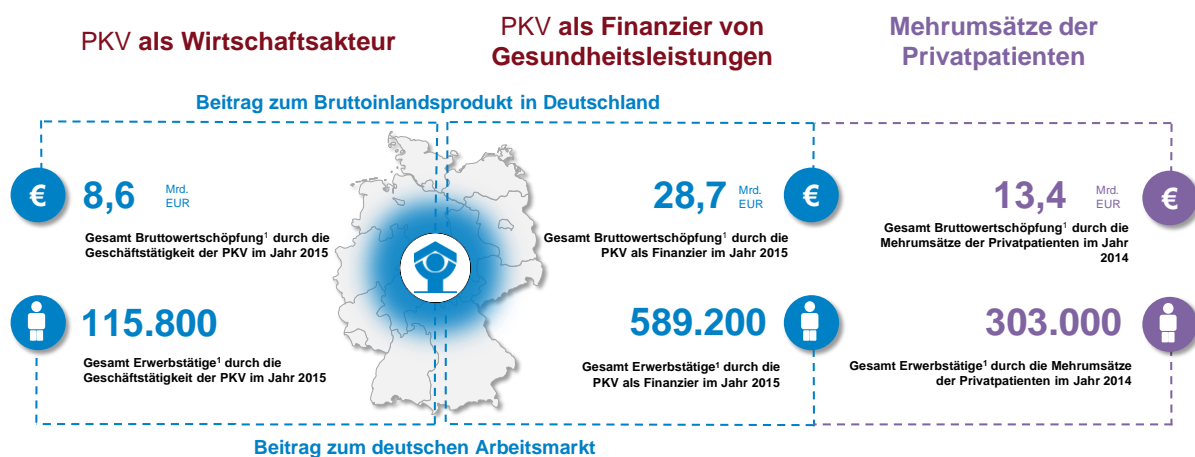 PKV als Wirtschaftsakteur
PKV als Finanzier von
Gesundheitsleistungen
Mehrumsätze der
Privatpatienten
Beitrag zum Bruttoinlandsprodukt in Deutschland
€
8,6
Mrd.
EUR
Gesamt Bruttowertschöpfung¹ durch die
Geschäftstätigkeit der PKV im Jahr 2015
28,7
Mrd.
EUR
€
Gesamt Bruttowertschöpfung¹ durch die
PKV als Finanzier im Jahr 2015
13,4
Mrd.
EUR
€
Gesamt Bruttowertschöpfung¹ durch die
Mehrumsätze der Privatpatienten im Jahr
2014
115.800
Gesamt Erwerbstätige¹ durch die
Geschäftstätigkeit der PKV im Jahr 2015
589.200
Gesamt Erwerbstätige¹ durch die
PKV als Finanzier im Jahr 2015
303.000
Gesamt Erwerbstätige¹ durch die Mehrumsätze
der Privatpatienten im Jahr 2014
Beitrag zum deutschen Arbeitsmarkt